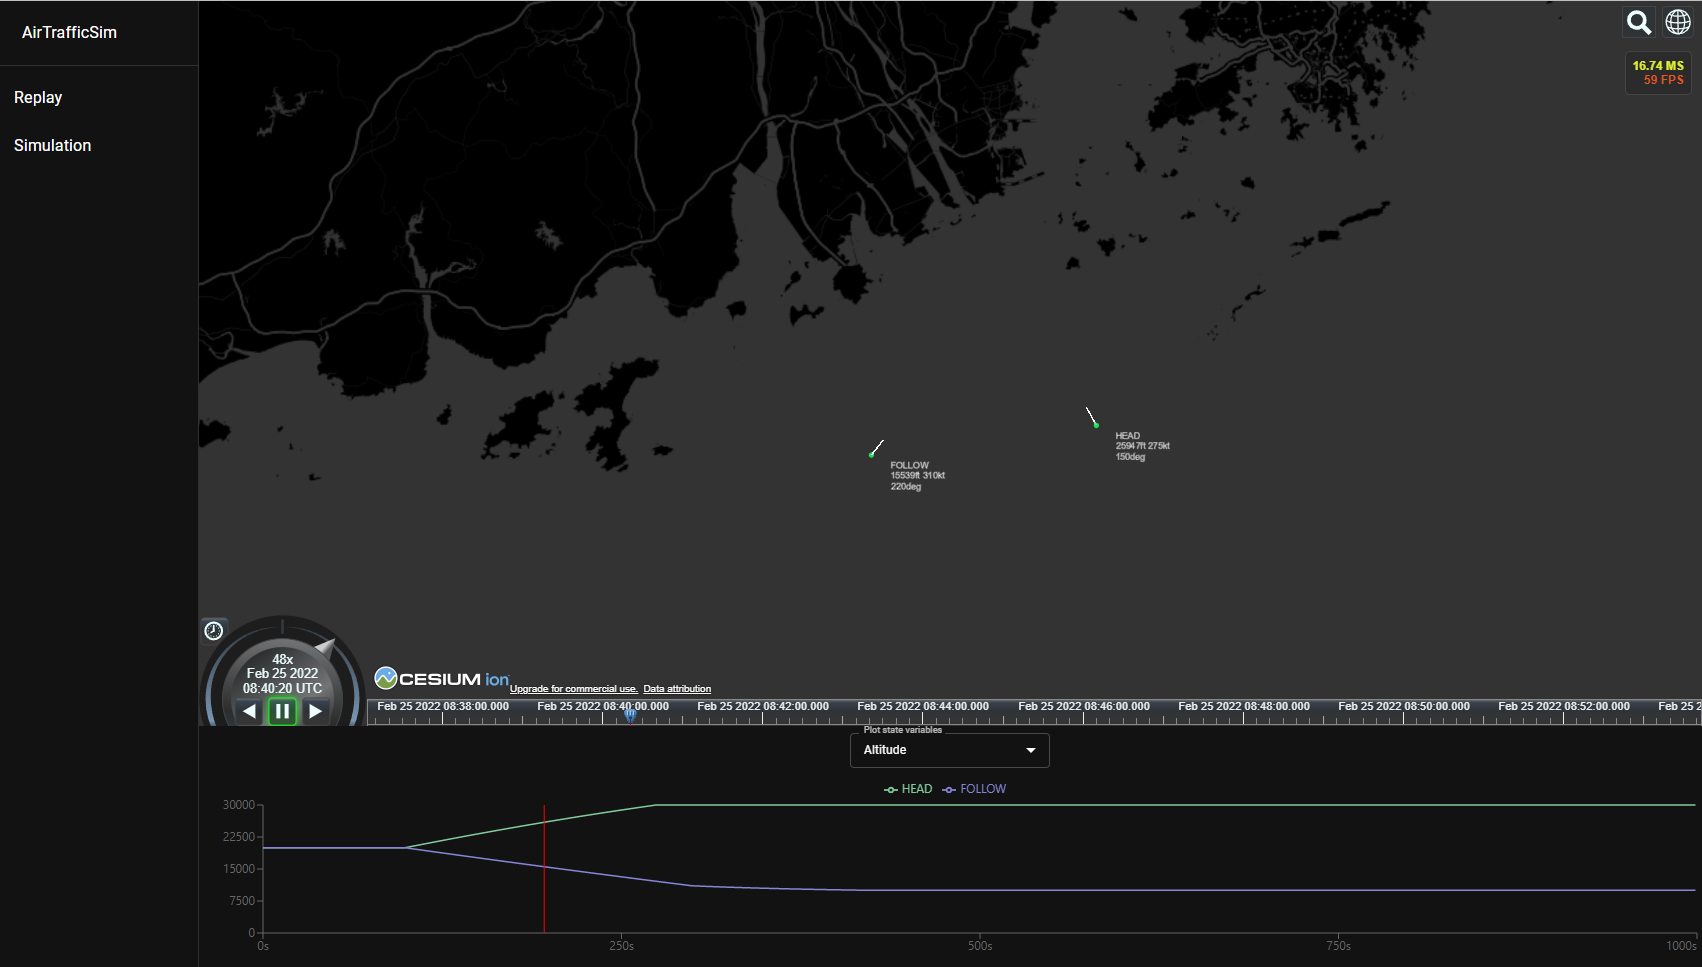 AirTrafficSim
Replay
Simulation
16.74 MS
59 FPS
HEAD
25947ft 275kt
150deg
FOLLOW
15539ft 310kt
220deg
48x
Feb 25 2022
08:40:20 UTC
CESIUM ion
Upgrade for commercial use. Data attribution
Feb 25 2022 08:38:00.000 Feb 25 2022 08:40:00.000 Feb 25 2022 08:42:00.000 Feb 25 2022 08:44:00.000 Feb 25 2022 08:46:00.000 Feb 25 2022 08:48:00.000 Feb 25 2022 08:50:00.000 Feb 25 2022 08:52:00.000 Feb 25 2
Plot state variables
Altitude
HEAD FOLLOW
30000
22500
15000
7500
0
0s 250s 500s 750s 1000s